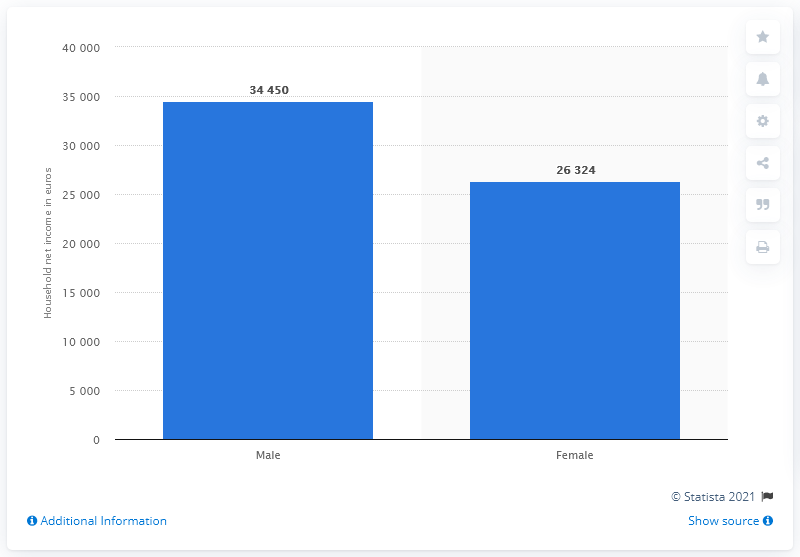 40 000
35 000
30 000
25 000
20 000
15 000
10 000
5 000
0
Household net income in euros
34 450
26 324
Male
Female
© Statista 2021
Additional Information
Show source